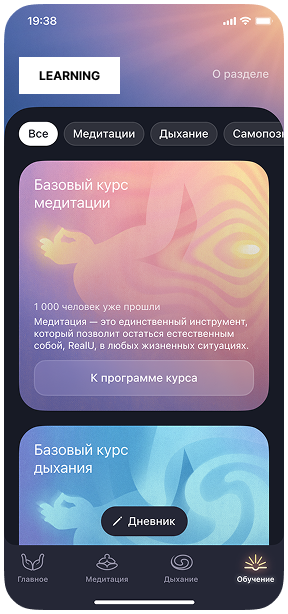 19:38
LEARNING
О разделе
Все
Медитации
Дыхание
Самопоз
Базовый курс
медитации
1 000 человек уже прошли
Медитация — это единственный инструмент,
который позволит остаться естественным
собой, RealU, в любых жизненных ситуациях.
К программе курса
Базовый курс
дыхания
Дневник
Главное
Медитация
Дыхание
Обучение